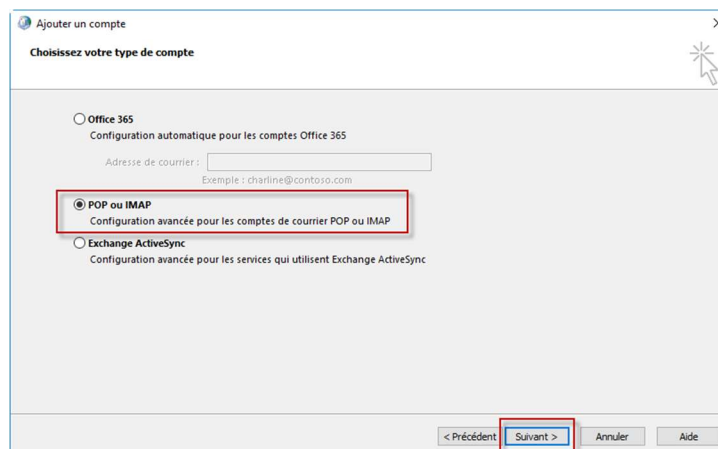 Ajouter un compte
Choisissez votre type de compte
Office 365
Configuration automatique pour les comptes Office 365
Adresse de courrier :
Exemple : charline@contoso.com
POP ou IMAP
Configuration avancée pour les comptes de courrier POP ou IMAP
Exchange ActiveSync
Configuration avancée pour les services qui utilisent Exchange ActiveSync
< Précédent Suivant > Annuler Aide